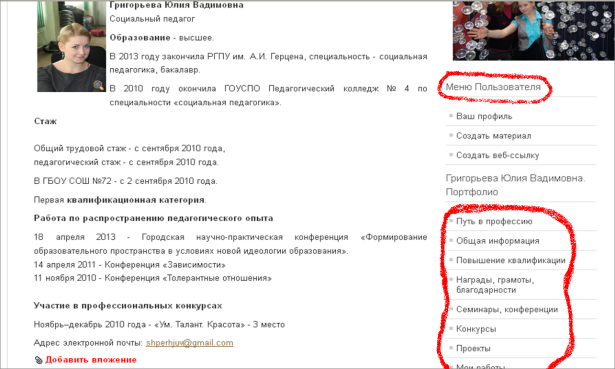 Григорьева Юлия Вадимовна
Социальный педагог
Образование - высшее.
В 2013 году закончила РГПУ им. А.И. Герцена, специальность - социальная
педагогика, бакалавр.
В 2010 году окончила ГОУСПО Педагогический колледж № 4 по
специальности «социальная педагогика».
Стаж
Общий трудовой стаж - с сентября 2010 года,
педагогический стаж - с сентября 2010 года.
В ГБОУ СОШ №72 - с 2 сентября 2010 года.
Первая квалификационная категория.
Работа по распространению педагогического опыта
18 апреля 2013 - Городская научно-практическая конференция «Формирование
образовательного пространства в условиях новой идеологии образования».
14 апреля 2011 - Конференция «Зависимости»
11 ноября 2010 - Конференция «Толерантные отношения»
Участие в профессиональных конкурсах
Ноябрь–декабрь 2010 года - «Ум. Талант. Красота» - 3 место
Адрес электронной почты: shperhjuv@gmail.com
Добавить вложение
Меню Пользователя
Ваш профиль
Создать материал
Создать веб-ссылку
Григорьева Юлия Вадимовна.
Портфолио
Путь в профессию
Общая информация
Повышение квалификации
Награды, грамоты,
благодарности
Семинары, конференции
Конкурсы
Проекты
Мои работы